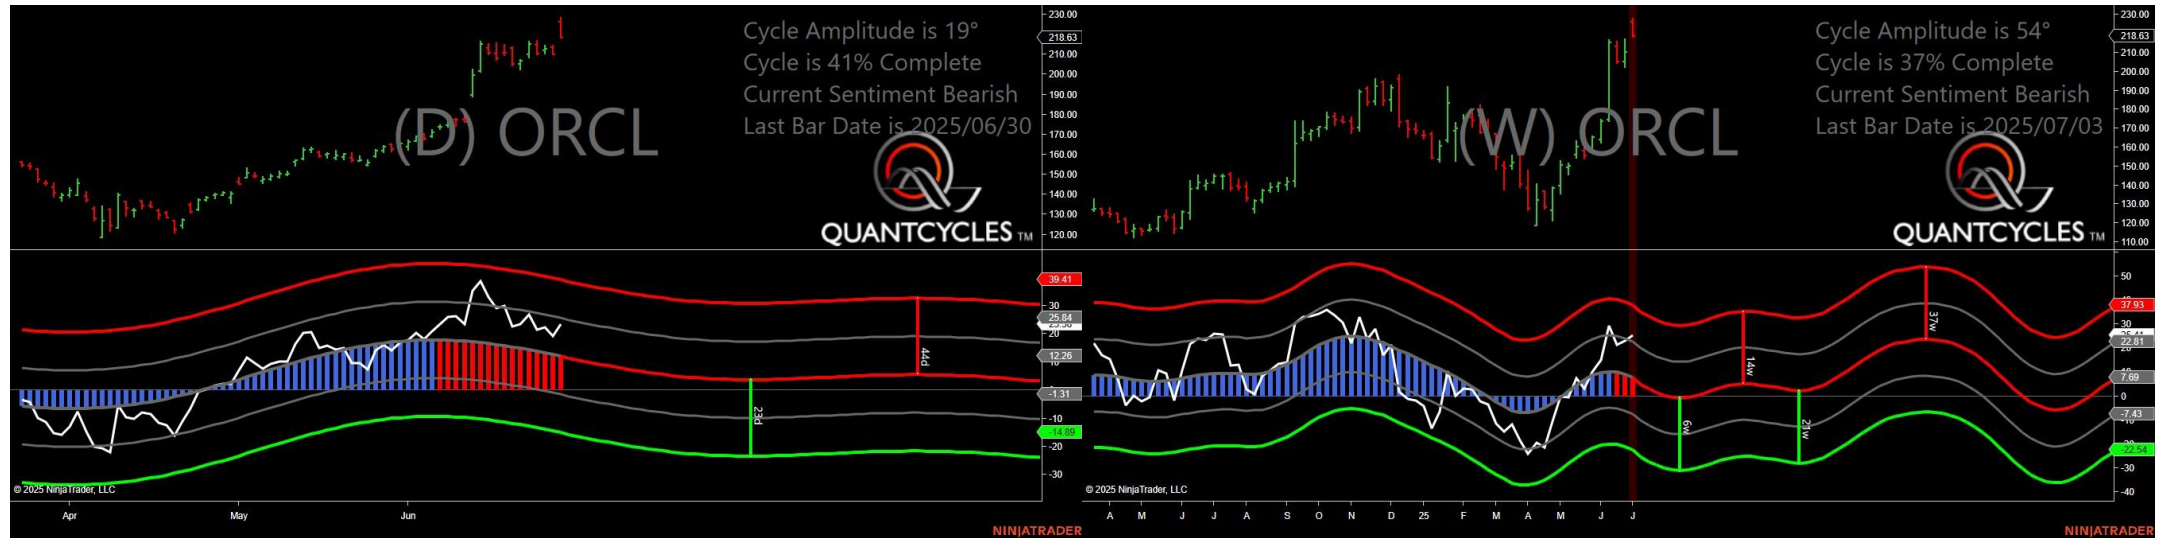 Cycle Amplitude is 19°
Cycle is 41% Complete
Current Sentiment Bearish
Last Bar Date is 2025/06/30
(D) ORCL
QUANTCYCLES TM
230.00
218.63
210.00
200.00
190.00
180.00
170.00
160.00
150.00
140.00
130.00
120.00
39.41
30
25.84
20
12.26
10
-1.31
-10
-14.89
-20
-30
44d
23d
© 2025 NinjaTrader, LLC
Apr
May
Jun
NINJATRADER
Cycle Amplitude is 54°
Cycle is 37% Complete
Current Sentiment Bearish
Last Bar Date is 2025/07/03
(W) ORCL
QUANTCYCLES TM
230.00
218.63
210.00
200.00
190.00
180.00
170.00
160.00
150.00
140.00
130.00
120.00
110.00
50
37.93
30
22.81
7.69
0
-7.43
-22.54
-30
-40
14w
37w
6w
21w
© 2025 NinjaTrader, LLC
A M J J A S O N D 25 F M A M J J
NINJATRADER